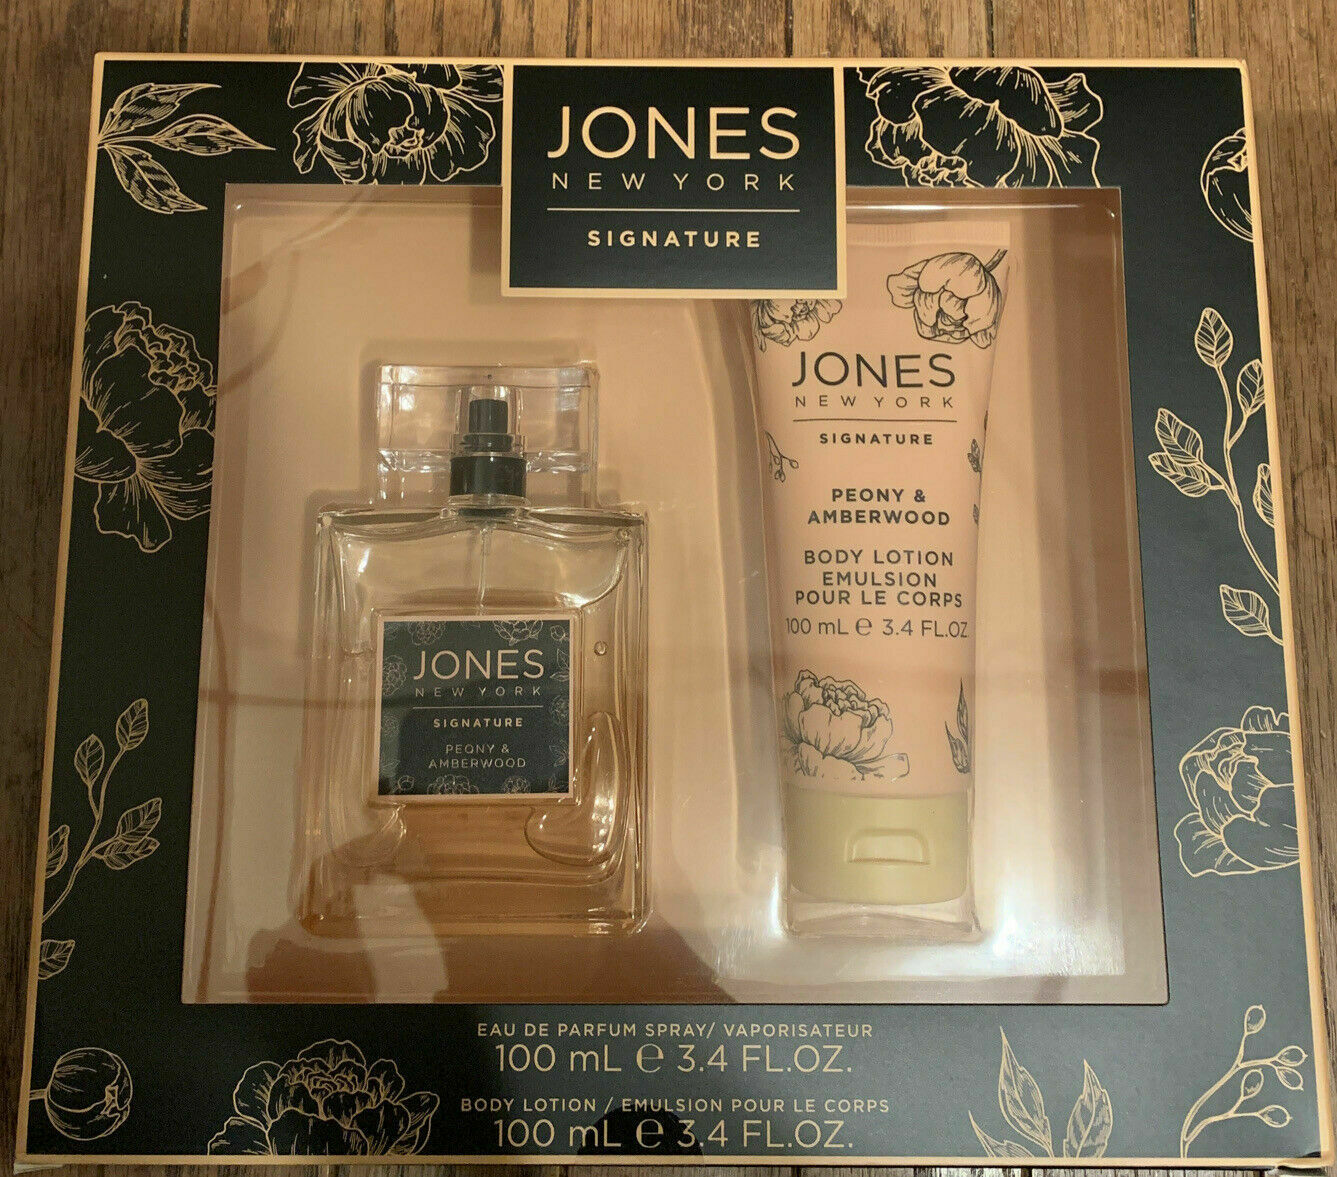 JONES
NEW YORK
SIGNATURE
JONES
NEW YORK
SIGNATURE
PEONY &
AMBERWOOD
BODY LOTION
EMULSION
POUR LE CORPS
100 mL ℮ 3.4 FL.OZ.
JONES
NEW YORK
SIGNATURE
PEONY &
AMBERWOOD
EAU DE PARFUM SPRAY/ VAPORISATEUR
100 mL ℮ 3.4 FL.OZ.
BODY LOTION / EMULSION POUR LE CORPS
100 mL ℮ 3.4 FL.OZ.